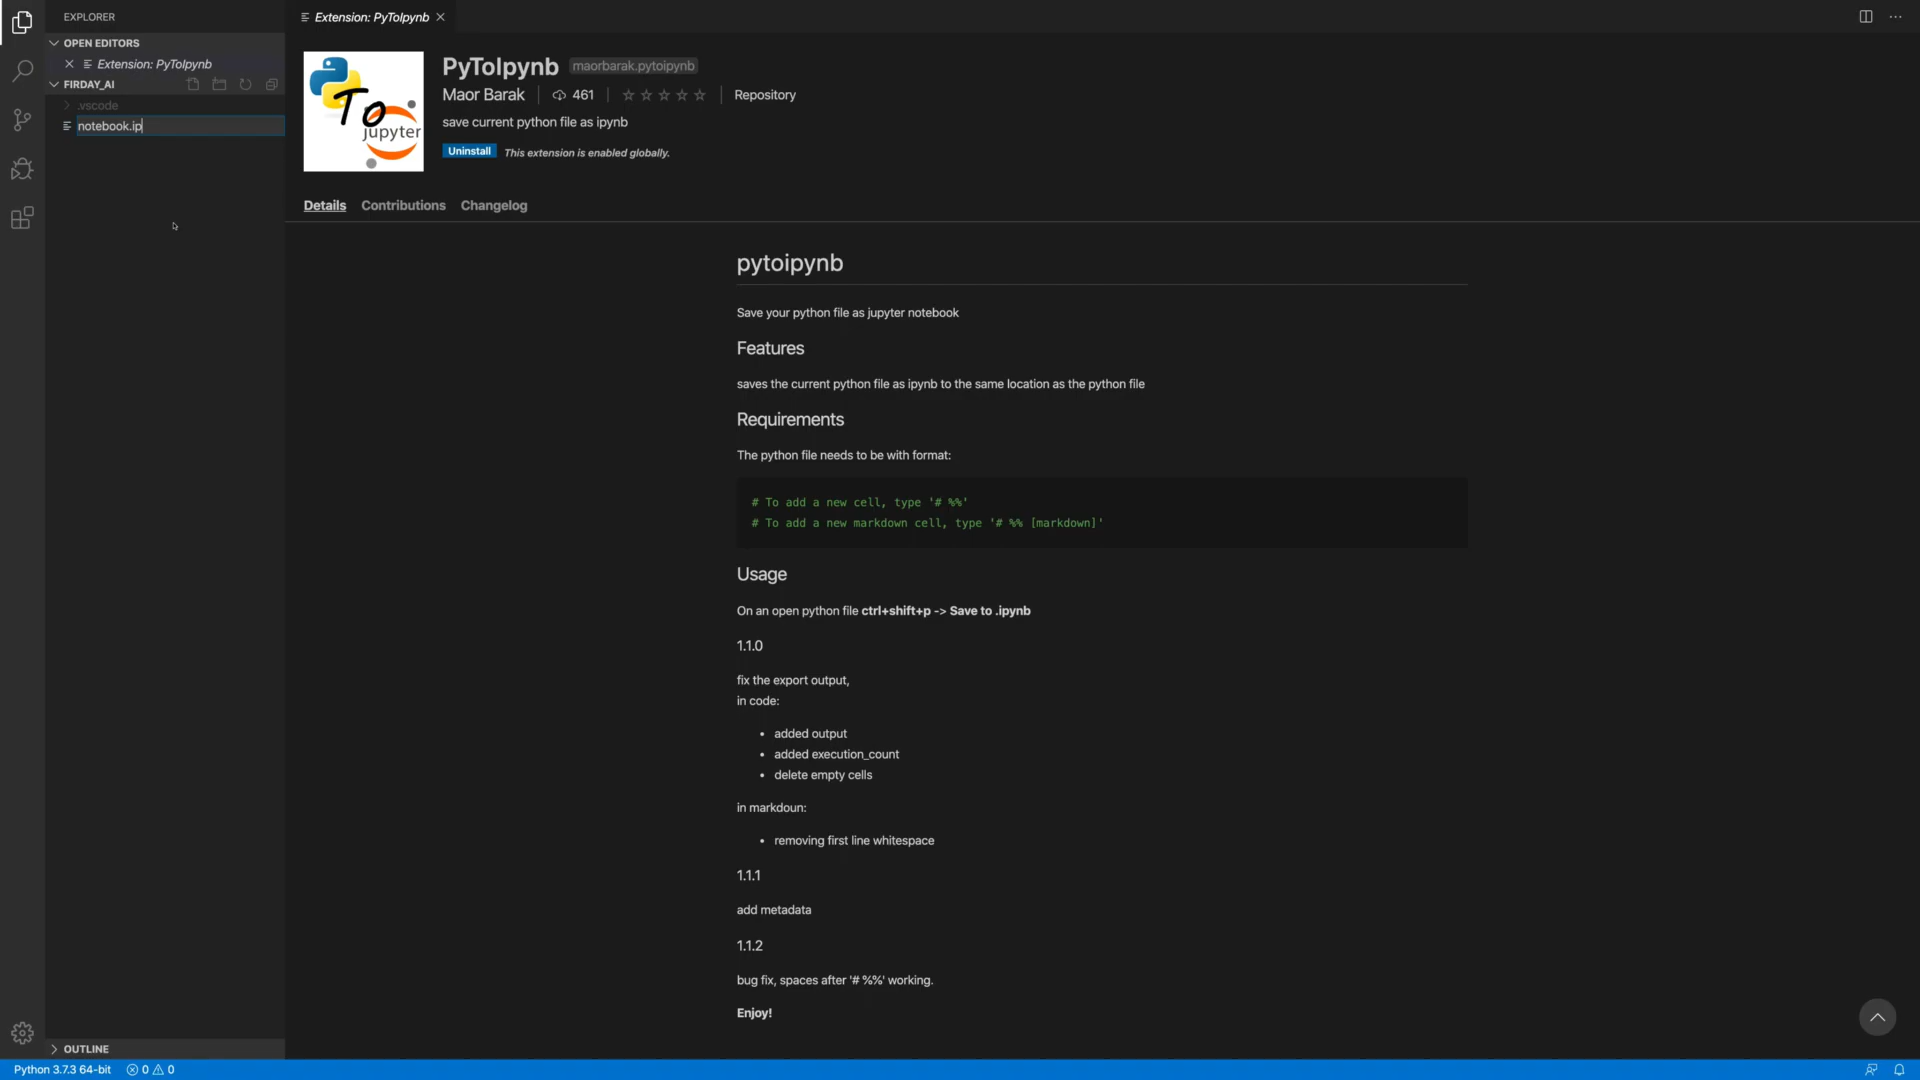 EXPLORER
OPEN EDITORS
Extension: PyToIpynb
FIRDAY_AI
.vscode
notebook.ip
Extension: PyToIpynb
To
jupyter
PyToIpynb maorbarak.pytoipynb
Maor Barak 461 Repository
save current python file as ipynb
Uninstall This extension is enabled globally.
Details Contributions Changelog
pytoipynb
Save your python file as jupyter notebook
Features
saves the current python file as ipynb to the same location as the python file
Requirements
The python file needs to be with format:
# To add a new cell, type '# %%'
# To add a new markdown cell, type '# %% [markdown]'
Usage
On an open python file ctrl+shift+p -> Save to .ipynb
1.1.0
fix the export output,
in code:
• added output
• added execution_count
• delete empty cells
in markdoun:
• removing first line whitespace
1.1.1
add metadata
1.1.2
bug fix, spaces after '# %%' working.
Enjoy!
OUTLINE
Python 3.7.3 64-bit 0 0